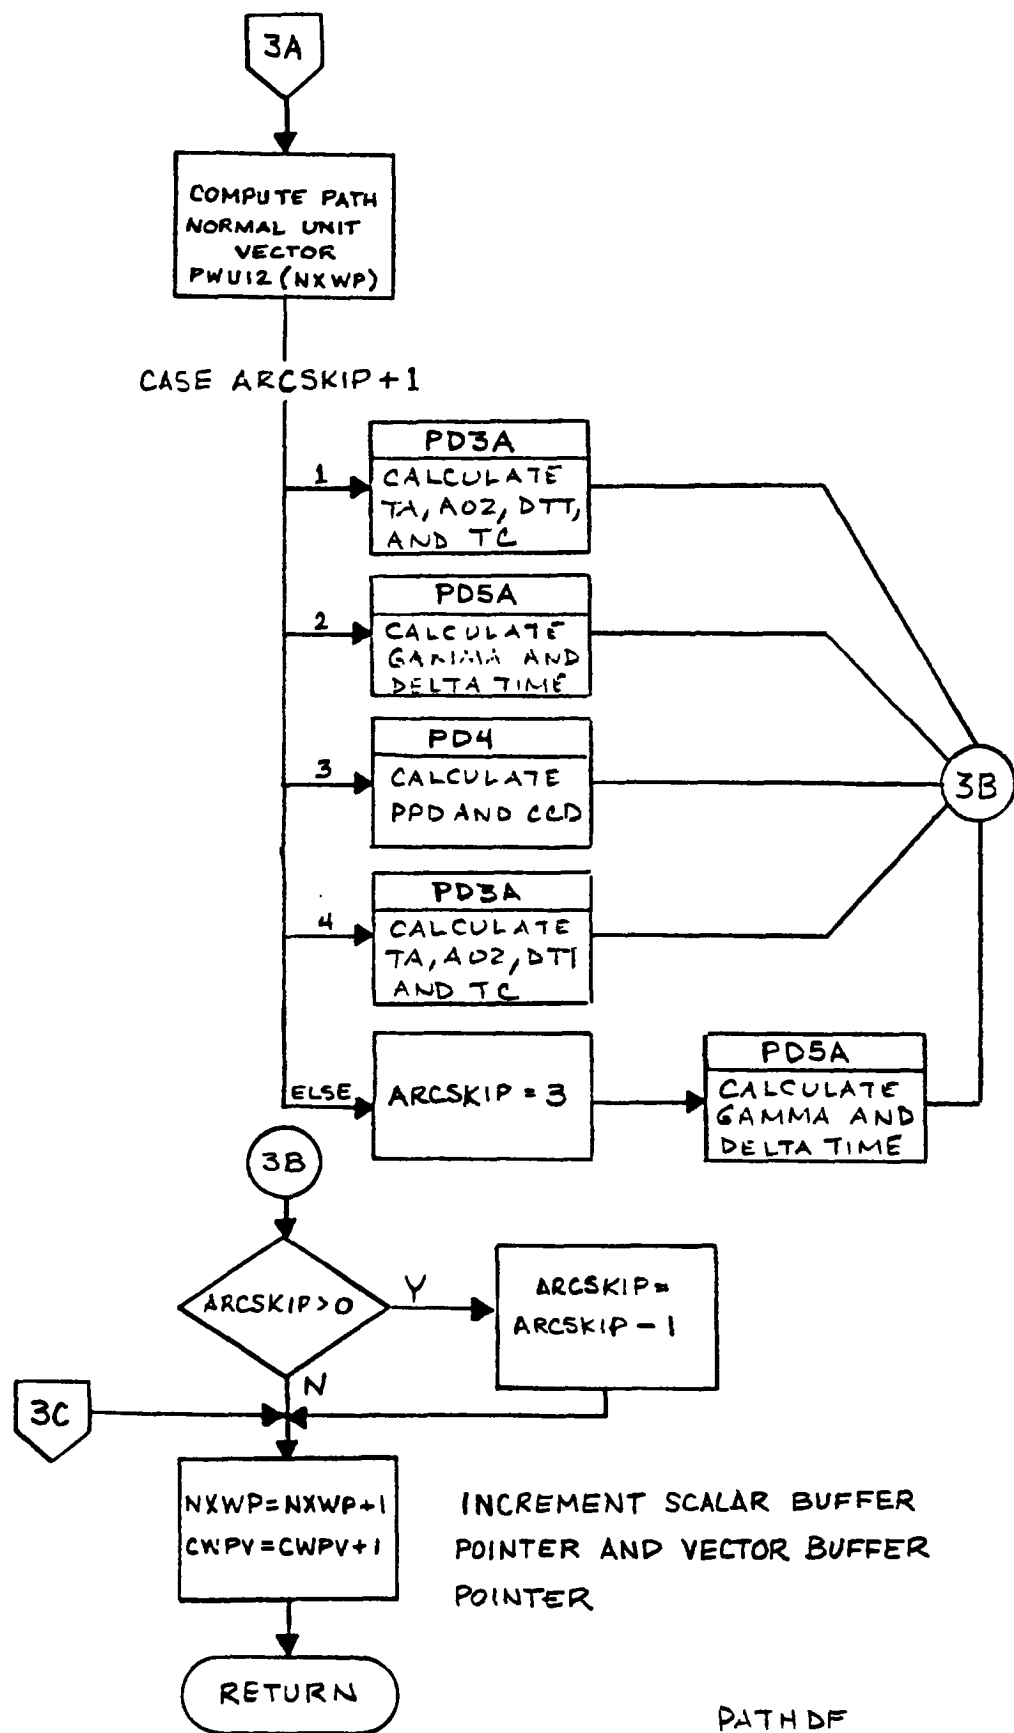 3A
COMPUTE PATH
NORMAL UNIT
VECTOR
PWU12 (NXWP)
CASE ARCSKIP + 1
1
PD3A
CALCULATE
TA, AO2, DTT,
AND TC
2
PD5A
CALCULATE
GAMMA AND
DELTA TIME
3
PD4
CALCULATE
PPD AND CCD
3B
4
PD3A
CALCULATE
TA, AO2, DTT
AND TC
ELSE
ARCSKIP = 3
PD5A
CALCULATE
GAMMA AND
DELTA TIME
3B
ARCSKIP > 0
Y
ARCSKIP =
ARCSKIP - 1
N
3C
NXWP = NXWP + 1
CWPV = CWPV + 1
INCREMENT SCALAR BUFFER
POINTER AND VECTOR BUFFER
POINTER
RETURN
PATHDF